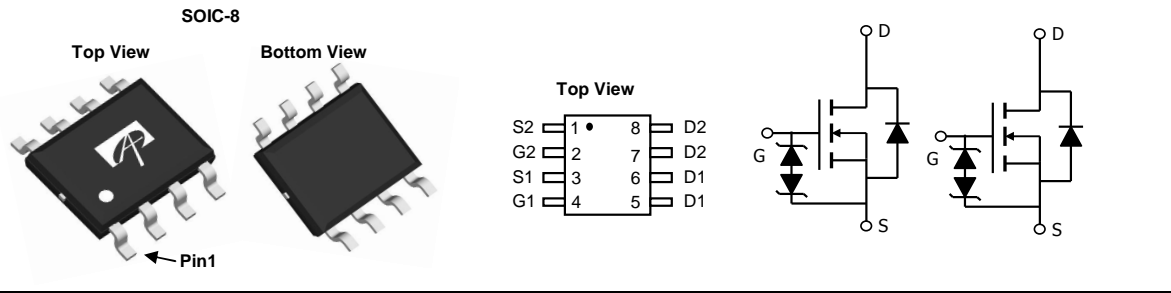 SOIC-8
Top View
Bottom View
Pin1
Top View
S2 1 8 D2
G2 2 7 D2
S1 3 6 D1
G1 4 5 D1
D
G
S
D
G
S